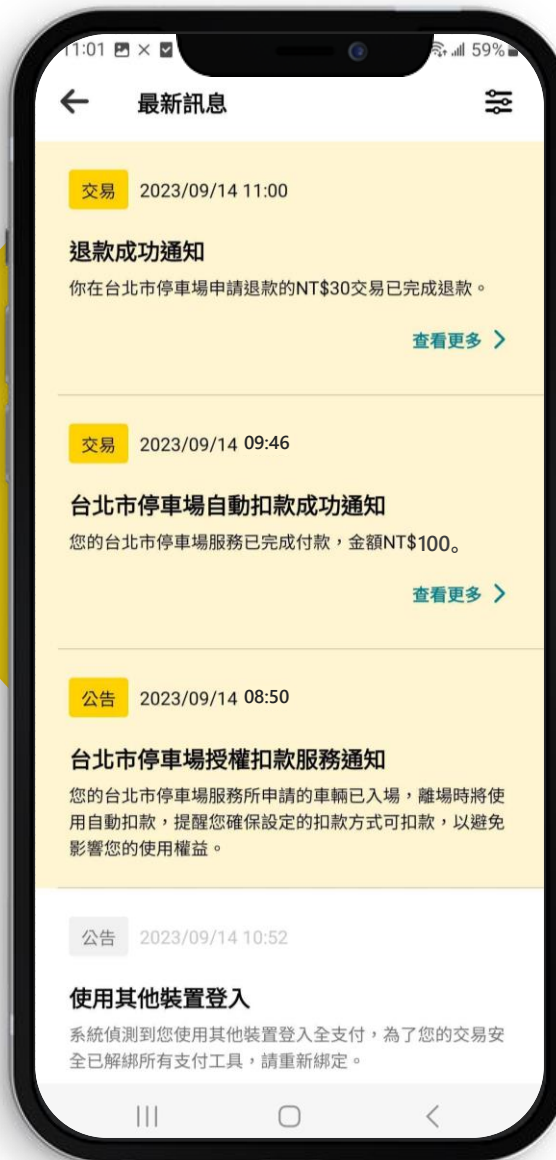 11:01
59%
最新訊息
交易 2023/09/14 11:00
退款成功通知
你在台北市停車場申請退款的NT$30交易已完成退款。
查看更多
交易 2023/09/14 09:46
台北市停車場自動扣款成功通知
您的台北市停車場服務已完成付款，金額NT$100。
查看更多
公告 2023/09/14 08:50
台北市停車場授權扣款服務通知
您的台北市停車場服務所申請的車輛已入場，離場時將使
用自動扣款，提醒您確保設定的扣款方式可扣款，以避免
影響您的使用權益。
公告 2023/09/14 10:52
使用其他裝置登入
系統偵測到您使用其他裝置登入全支付，為了您的交易安
全已解綁所有支付工具，請重新綁定。